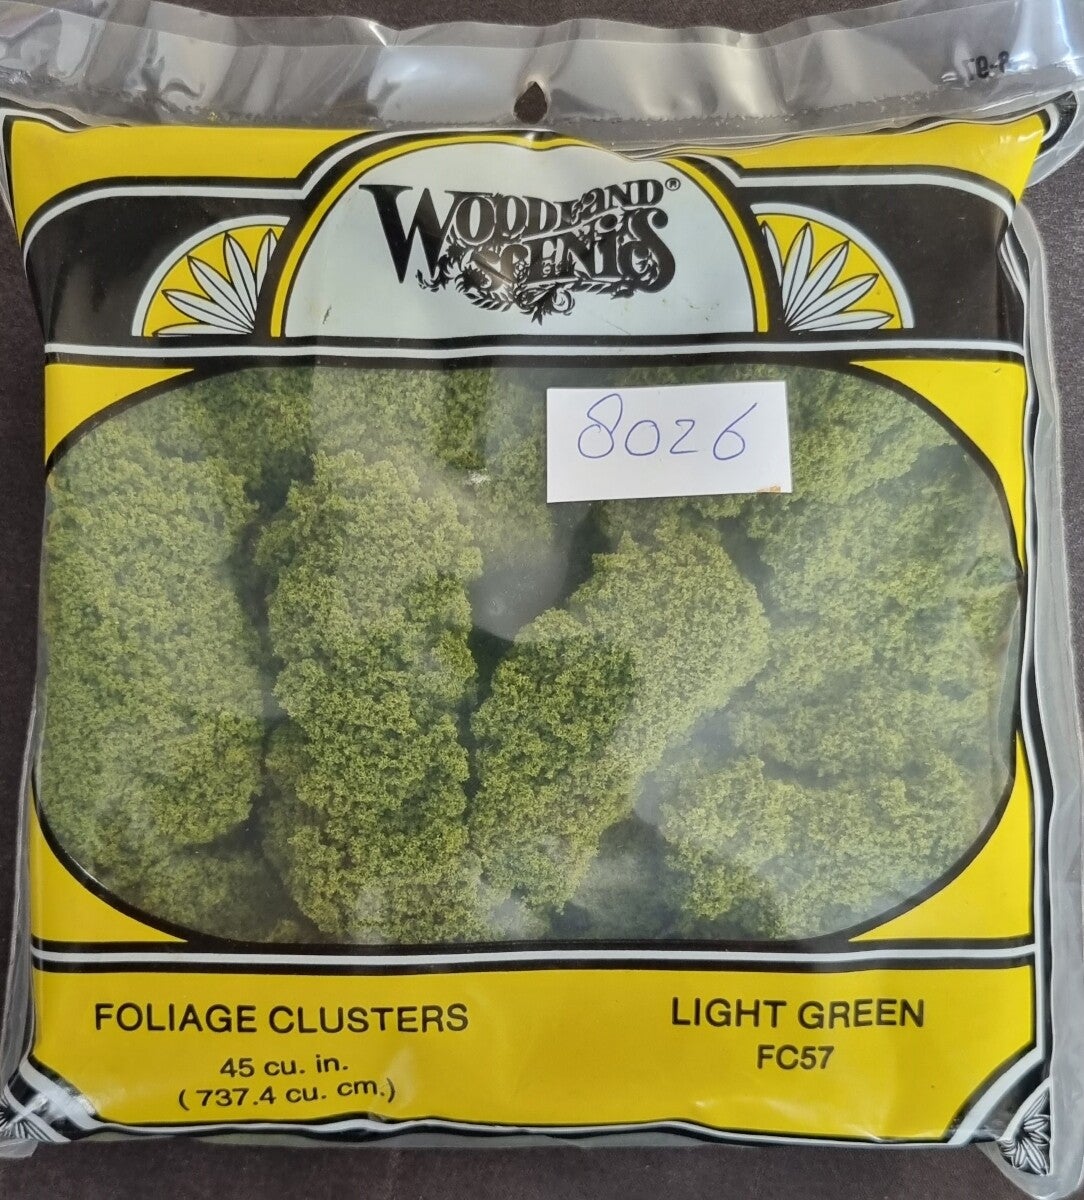 WOODLAND®
SCENICS
8026
FOLIAGE CLUSTERS
45 cu. in.
(737.4 cu. cm.)
LIGHT GREEN
FC57